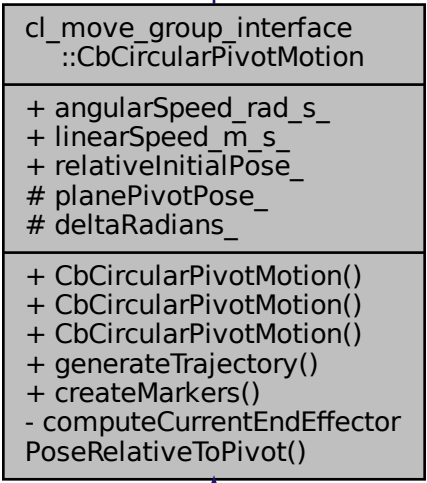 cl_move_group_interface
::CbCircularPivotMotion
+ angularSpeed_rad_s_
+ linearSpeed_m_s_
+ relativeInitialPose_
# planePivotPose_
# deltaRadians_
+ CbCircularPivotMotion()
+ CbCircularPivotMotion()
+ CbCircularPivotMotion()
+ generateTrajectory()
+ createMarkers()
- computeCurrentEndEffector
PoseRelativeToPivot()